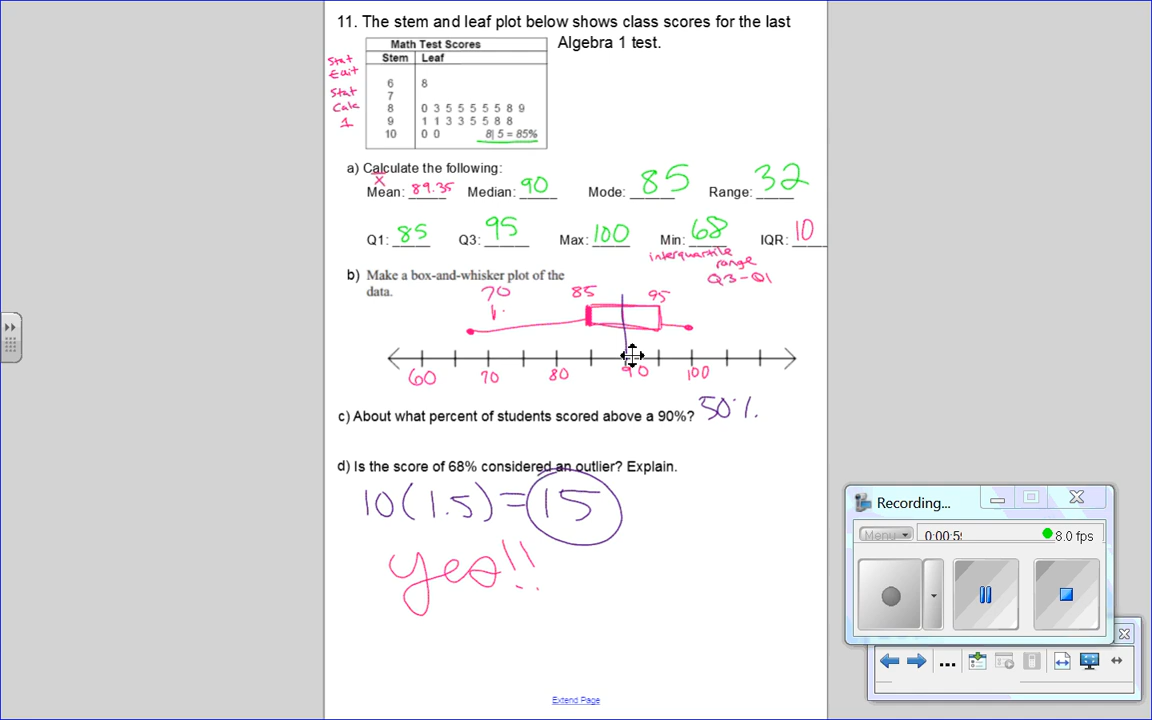 11. The stem and leaf plot below shows class scores for the last
Algebra 1 test.
Math Test Scores
Stem Leaf
6 8
7
8 0 3 5 5 5 5 5 8 9
9 1 1 3 3 5 5 8 8
10 0 0 8| 5 = 85%
Stat
Edit
Stat
Calc
1
a) Calculate the following:
x
Mean: 89.35 Median: 90 Mode: 85 Range: 32
Q1: 85 Q3: 95 Max: 100 Min: 68 IQR: 10
interquartile
range
Q3-Q1
b) Make a box-and-whisker plot of the
data.
70 85 95
60 70 80 90 100
c) About what percent of students scored above a 90%? 50%.
d) Is the score of 68% considered an outlier? Explain.
10(1.5)=15
yes!!
Extend Page
Recording...
Menu 0:00:5 8.0 fps